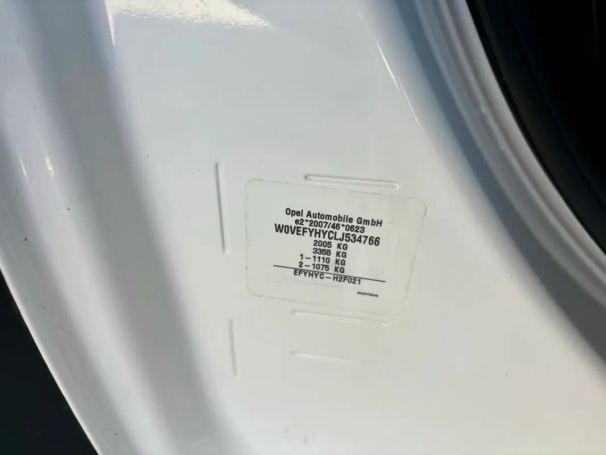 Opel Automobile GmbH
e2*2007/46*0623
W0VEFYHYCLJ534766
2005 KG
3355 KG
1-1110 KG
2-1075 KG
EFYHYC-H2F021